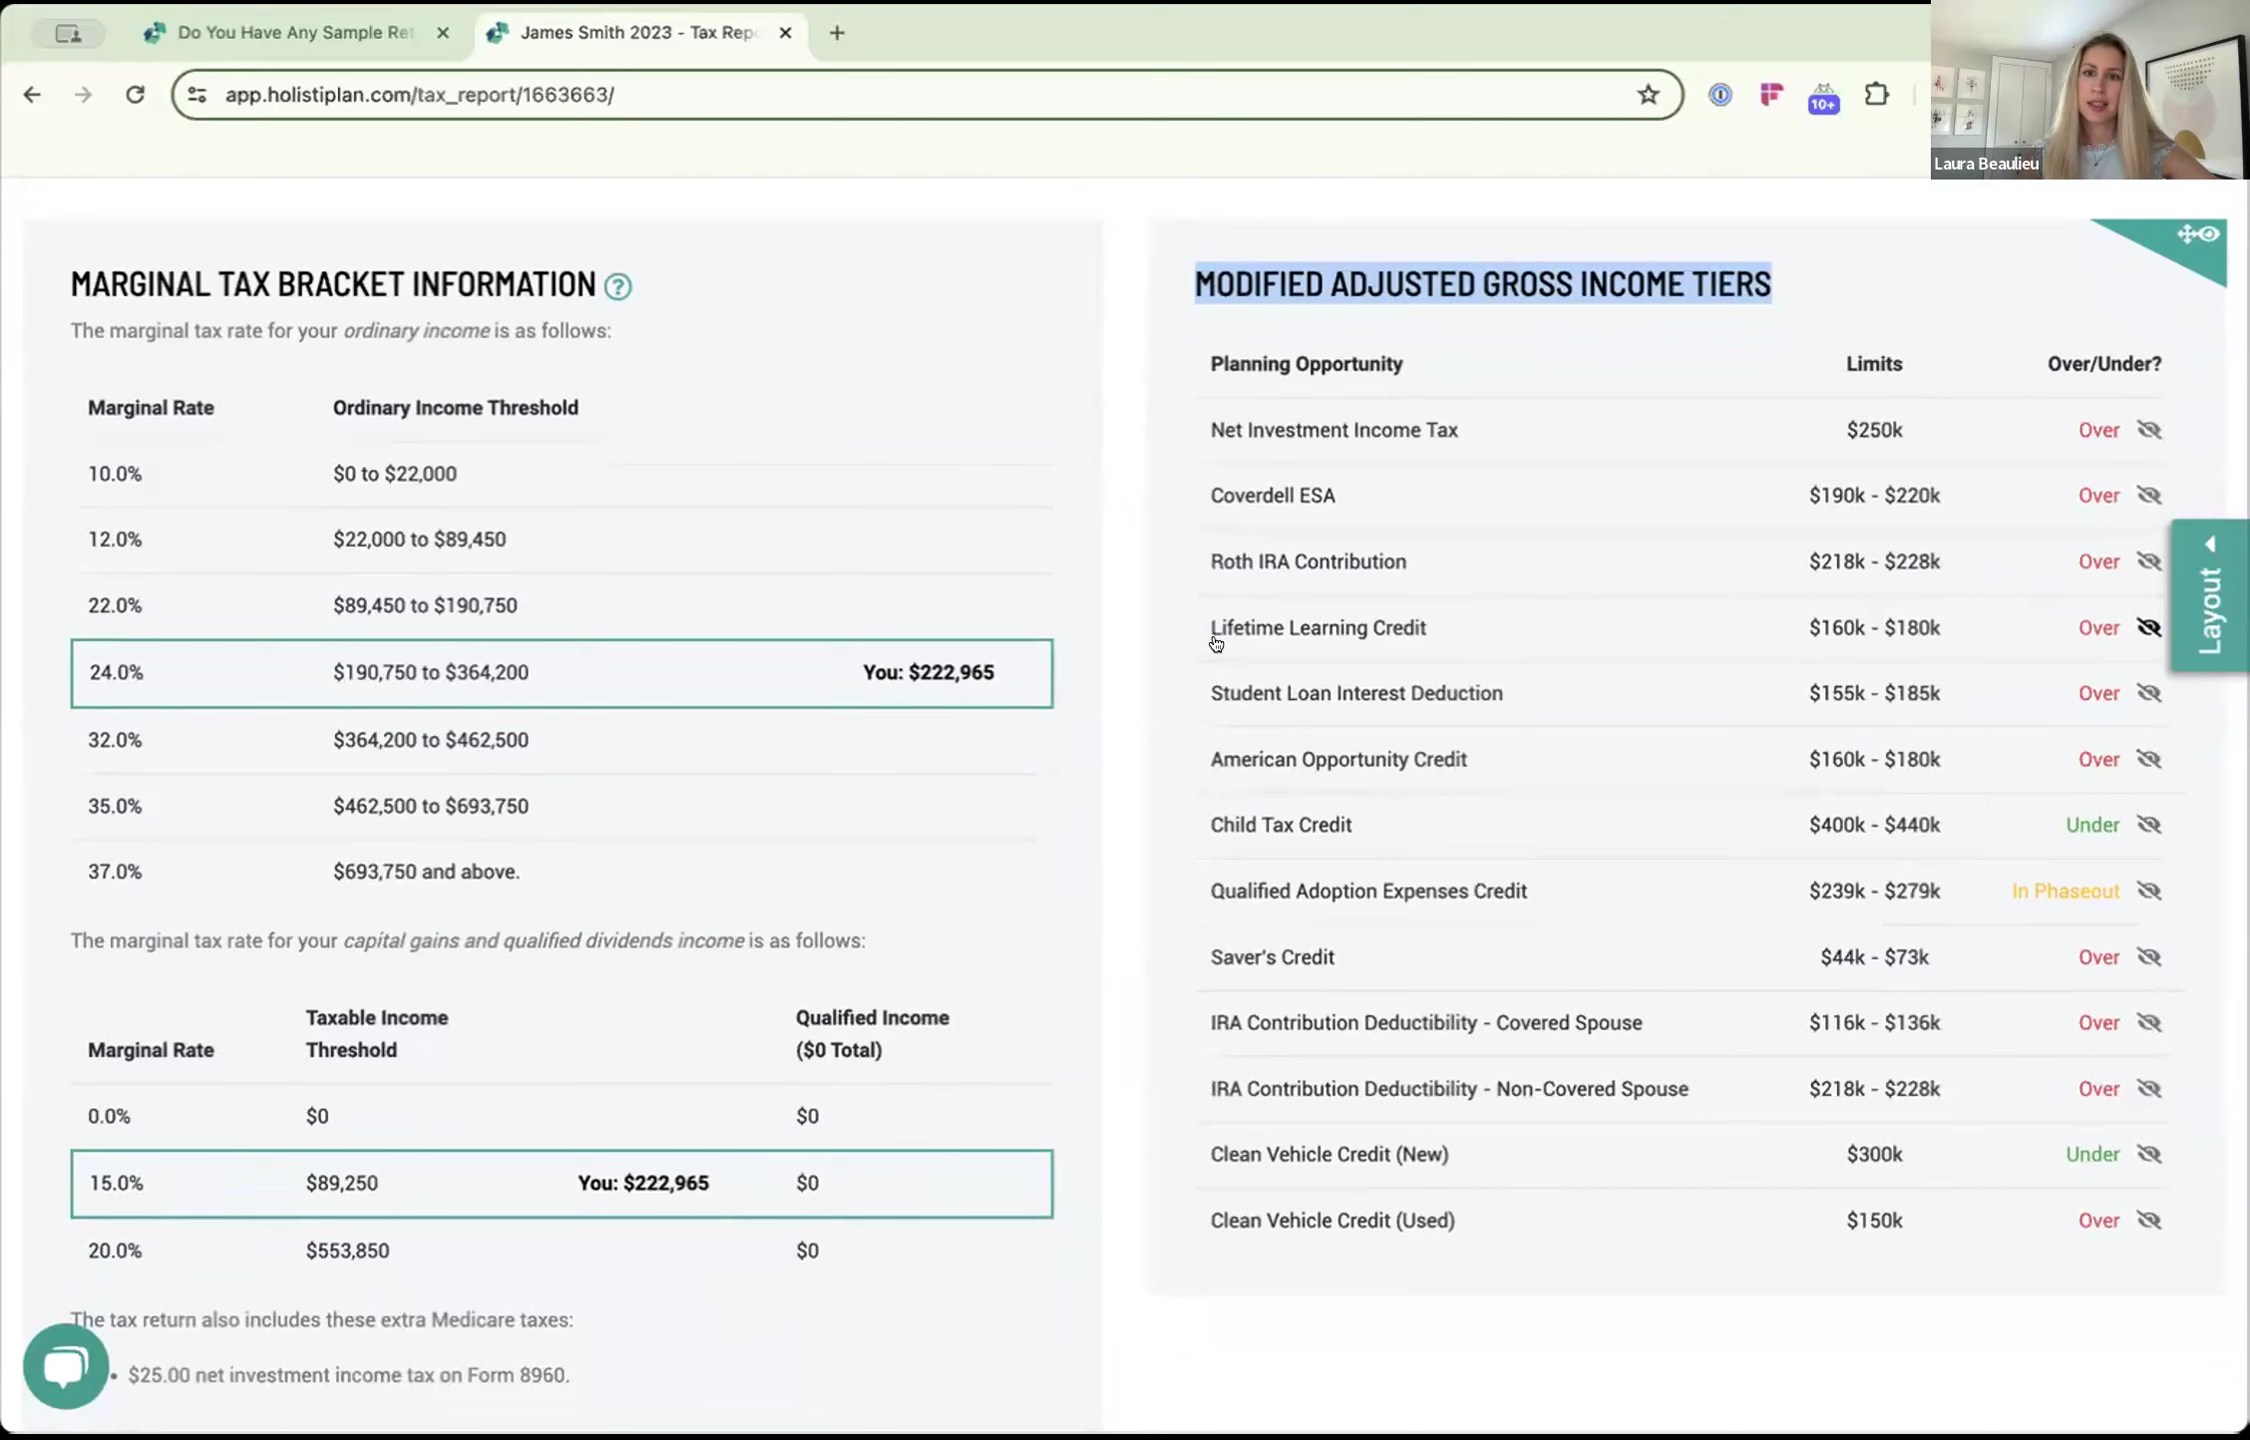 Do You Have Any Sample Ret
James Smith 2023 - Tax Repo
app.holistiplan.com/tax_report/1663663/
10+
Laura Beaulieu
MARGINAL TAX BRACKET INFORMATION ?
The marginal tax rate for your ordinary income is as follows:
Marginal Rate Ordinary Income Threshold
10.0% $0 to $22,000
12.0% $22,000 to $89,450
22.0% $89,450 to $190,750
24.0% $190,750 to $364,200 You: $222,965
32.0% $364,200 to $462,500
35.0% $462,500 to $693,750
37.0% $693,750 and above.
The marginal tax rate for your capital gains and qualified dividends income is as follows:
Taxable Income Qualified Income
Marginal Rate Threshold ($0 Total)
0.0% $0 $0
15.0% $89,250 You: $222,965 $0
20.0% $553,850 $0
The tax return also includes these extra Medicare taxes:
• $25.00 net investment income tax on Form 8960.
MODIFIED ADJUSTED GROSS INCOME TIERS
Planning Opportunity Limits Over/Under?
Net Investment Income Tax $250k Over
Coverdell ESA $190k - $220k Over
Roth IRA Contribution $218k - $228k Over
Lifetime Learning Credit $160k - $180k Over
Student Loan Interest Deduction $155k - $185k Over
American Opportunity Credit $160k - $180k Over
Child Tax Credit $400k - $440k Under
Qualified Adoption Expenses Credit $239k - $279k In Phaseout
Saver's Credit $44k - $73k Over
IRA Contribution Deductibility - Covered Spouse $116k - $136k Over
IRA Contribution Deductibility - Non-Covered Spouse $218k - $228k Over
Clean Vehicle Credit (New) $300k Under
Clean Vehicle Credit (Used) $150k Over
Layout